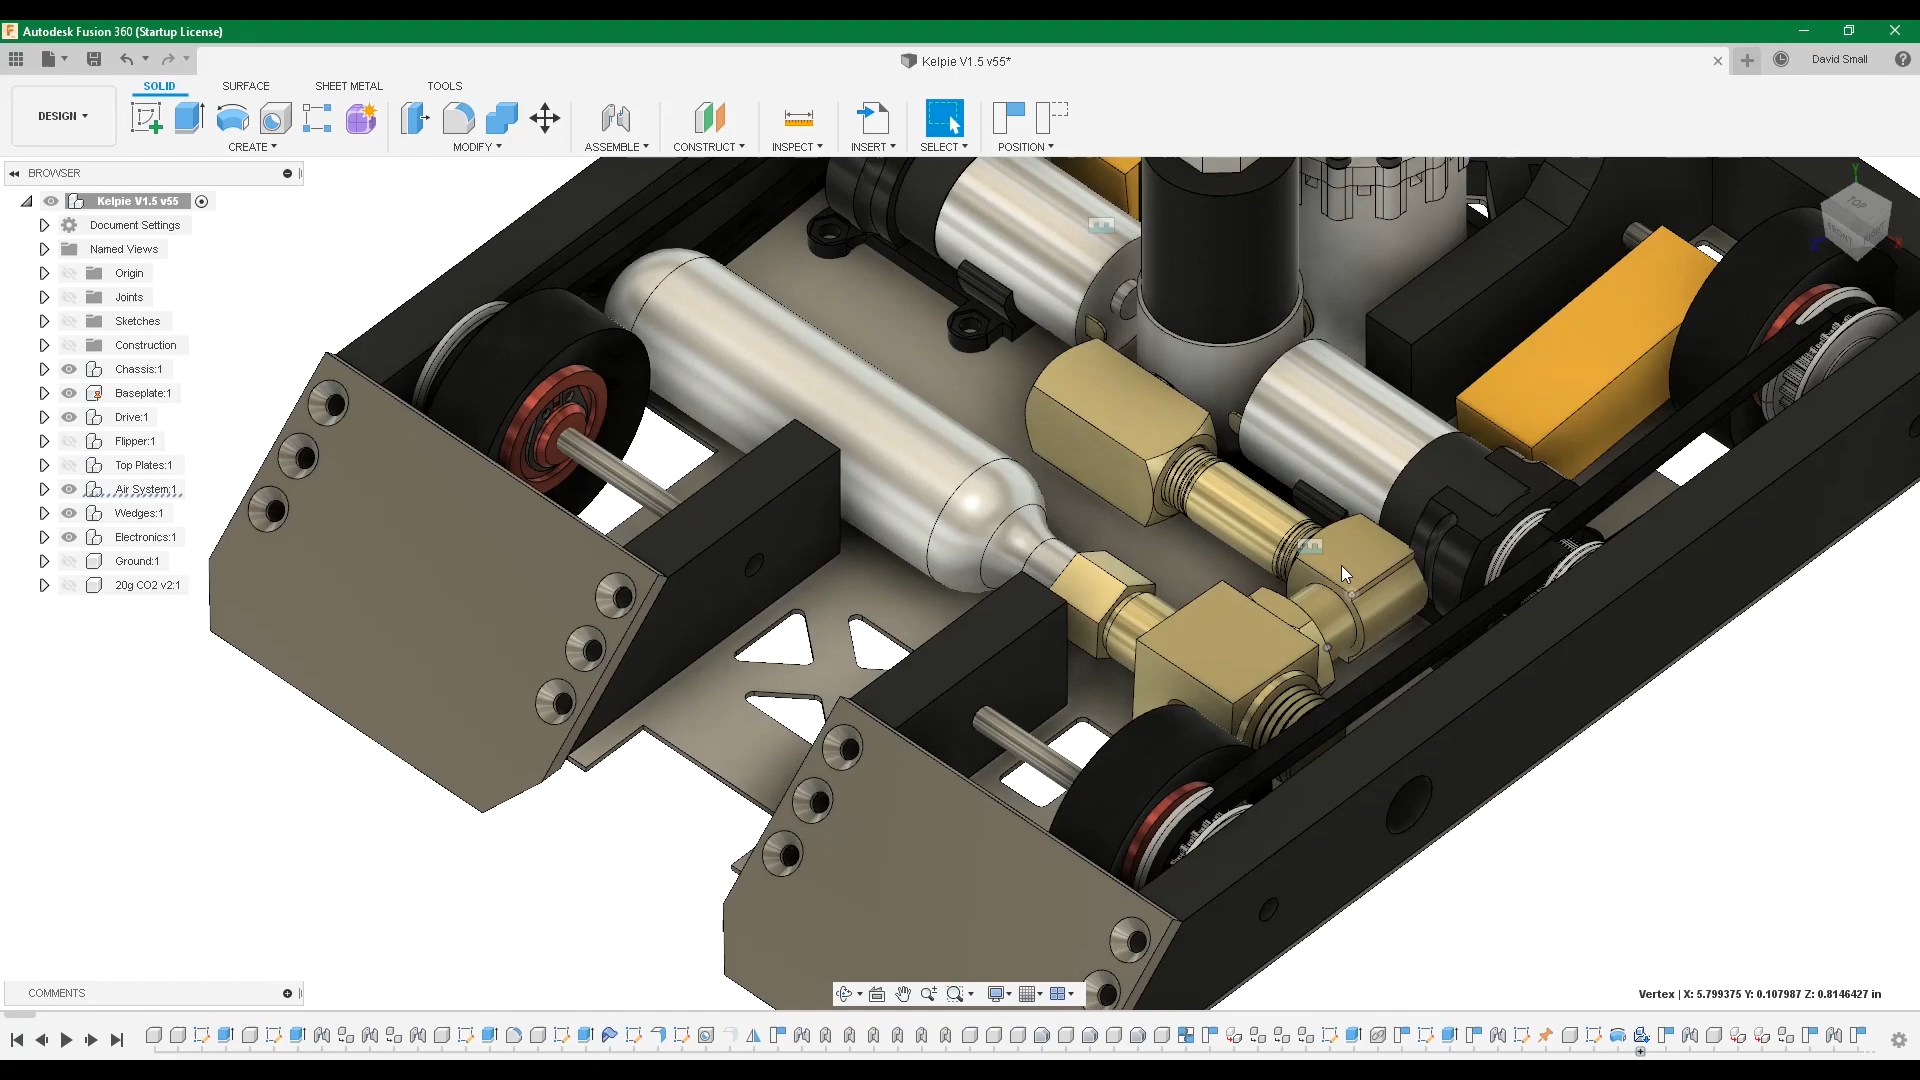 Autodesk Fusion 360 (Startup License)
Kelpie V1.5 v55*
David Small
SOLID SURFACE SHEET METAL TOOLS
DESIGN
CREATE MODIFY ASSEMBLE CONSTRUCT INSPECT INSERT SELECT POSITION
BROWSER
Kelpie V1.5 v55
Document Settings
Named Views
Origin
Joints
Sketches
Construction
Chassis:1
Baseplate:1
Drive:1
Flipper:1
Top Plates:1
Air System:1
Wedges:1
Electronics:1
Ground:1
20g CO2 v2:1
Y
TOP
FRONT
RIGHT
Z
X
COMMENTS
Vertex | X: 5.799375 Y: 0.107987 Z: 0.8146427 in